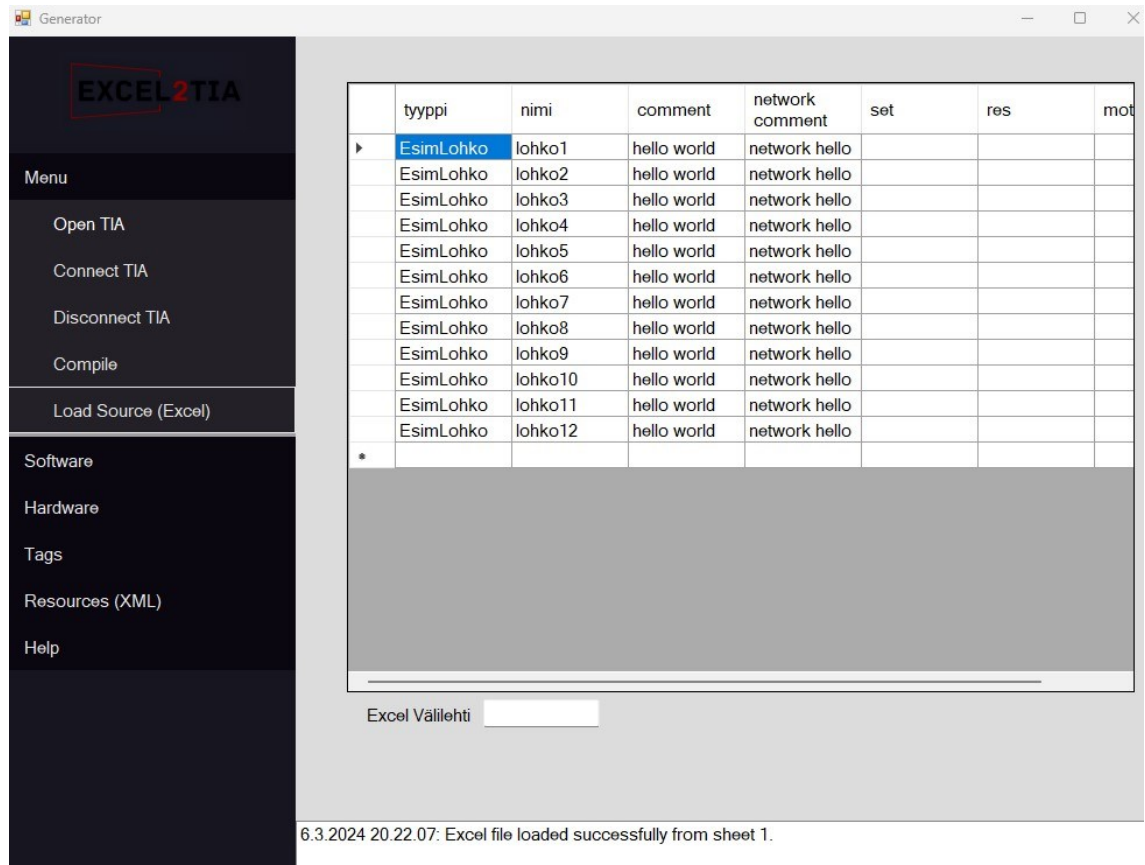 Generator
EXCEL2TIA
Menu
Open TIA
Connect TIA
Disconnect TIA
Compile
Load Source (Excel)
Software
Hardware
Tags
Resources (XML)
Help
tyyppi nimi comment network comment set res mot
EsimLohko lohko1 hello world network hello
EsimLohko lohko2 hello world network hello
EsimLohko lohko3 hello world network hello
EsimLohko lohko4 hello world network hello
EsimLohko lohko5 hello world network hello
EsimLohko lohko6 hello world network hello
EsimLohko lohko7 hello world network hello
EsimLohko lohko8 hello world network hello
EsimLohko lohko9 hello world network hello
EsimLohko lohko10 hello world network hello
EsimLohko lohko11 hello world network hello
EsimLohko lohko12 hello world network hello
Excel Välilehti
6.3.2024 20.22.07: Excel file loaded successfully from sheet 1.